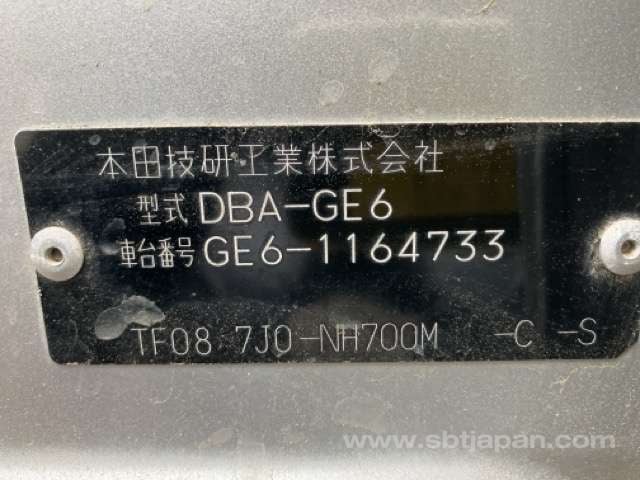 本田技研工業株式会社
型式 DBA-GE6
車台番号 GE6-1164733
TF08 7J0-NH700M -C -S
www.sbtjapan.com